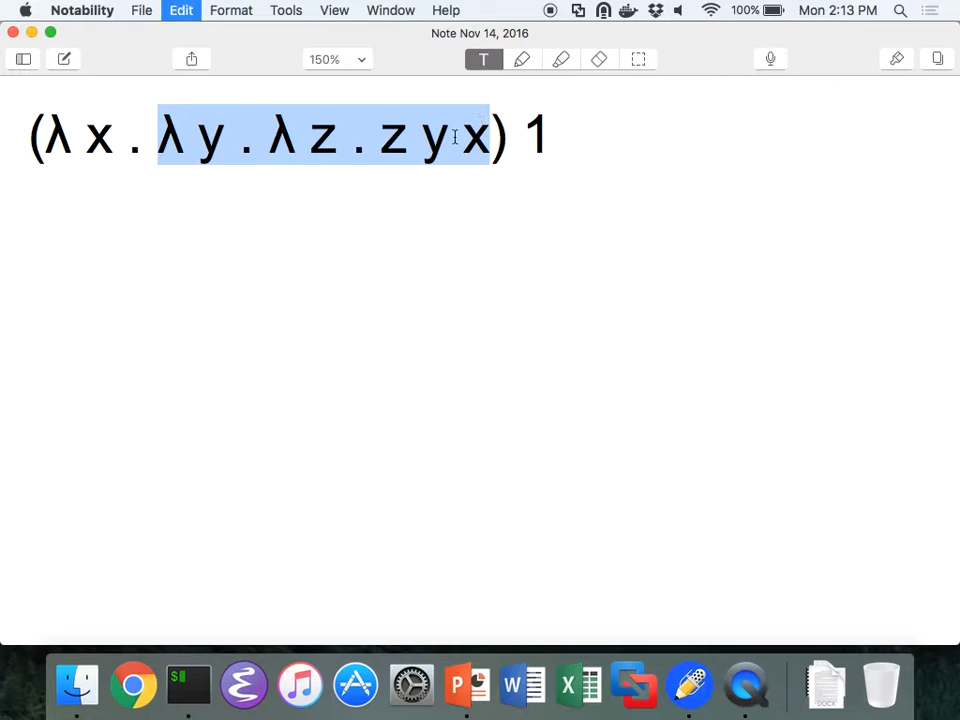 Notability File Edit Format Tools View Window Help 100% Mon 2:13 PM
Note Nov 14, 2016
150% T
(λ x . λ y . λ z . z y x) 1
$ P W X DOCX